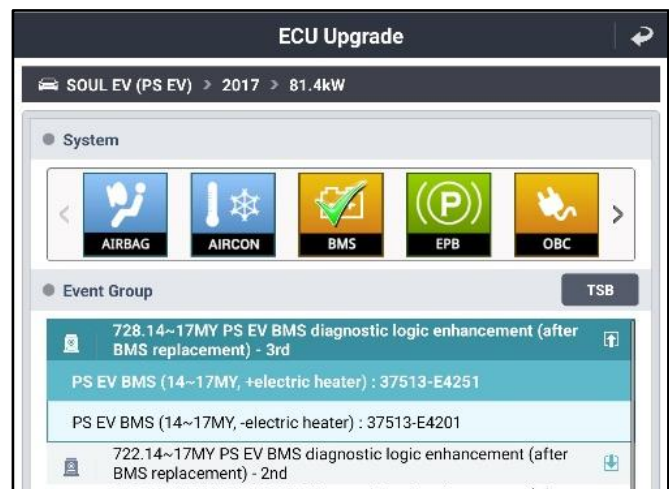 ECU Upgrade
SOUL EV (PS EV) > 2017 > 81.4kW
System
AIRBAG
AIRCON
BMS
(P)
EPB
OBC
Event Group
TSB
728.14~17MY PS EV BMS diagnostic logic enhancement (after
BMS replacement) - 3rd
PS EV BMS (14~17MY, +electric heater) : 37513-E4251
PS EV BMS (14~17MY, -electric heater) : 37513-E4201
722.14~17MY PS EV BMS diagnostic logic enhancement (after
BMS replacement) - 2nd